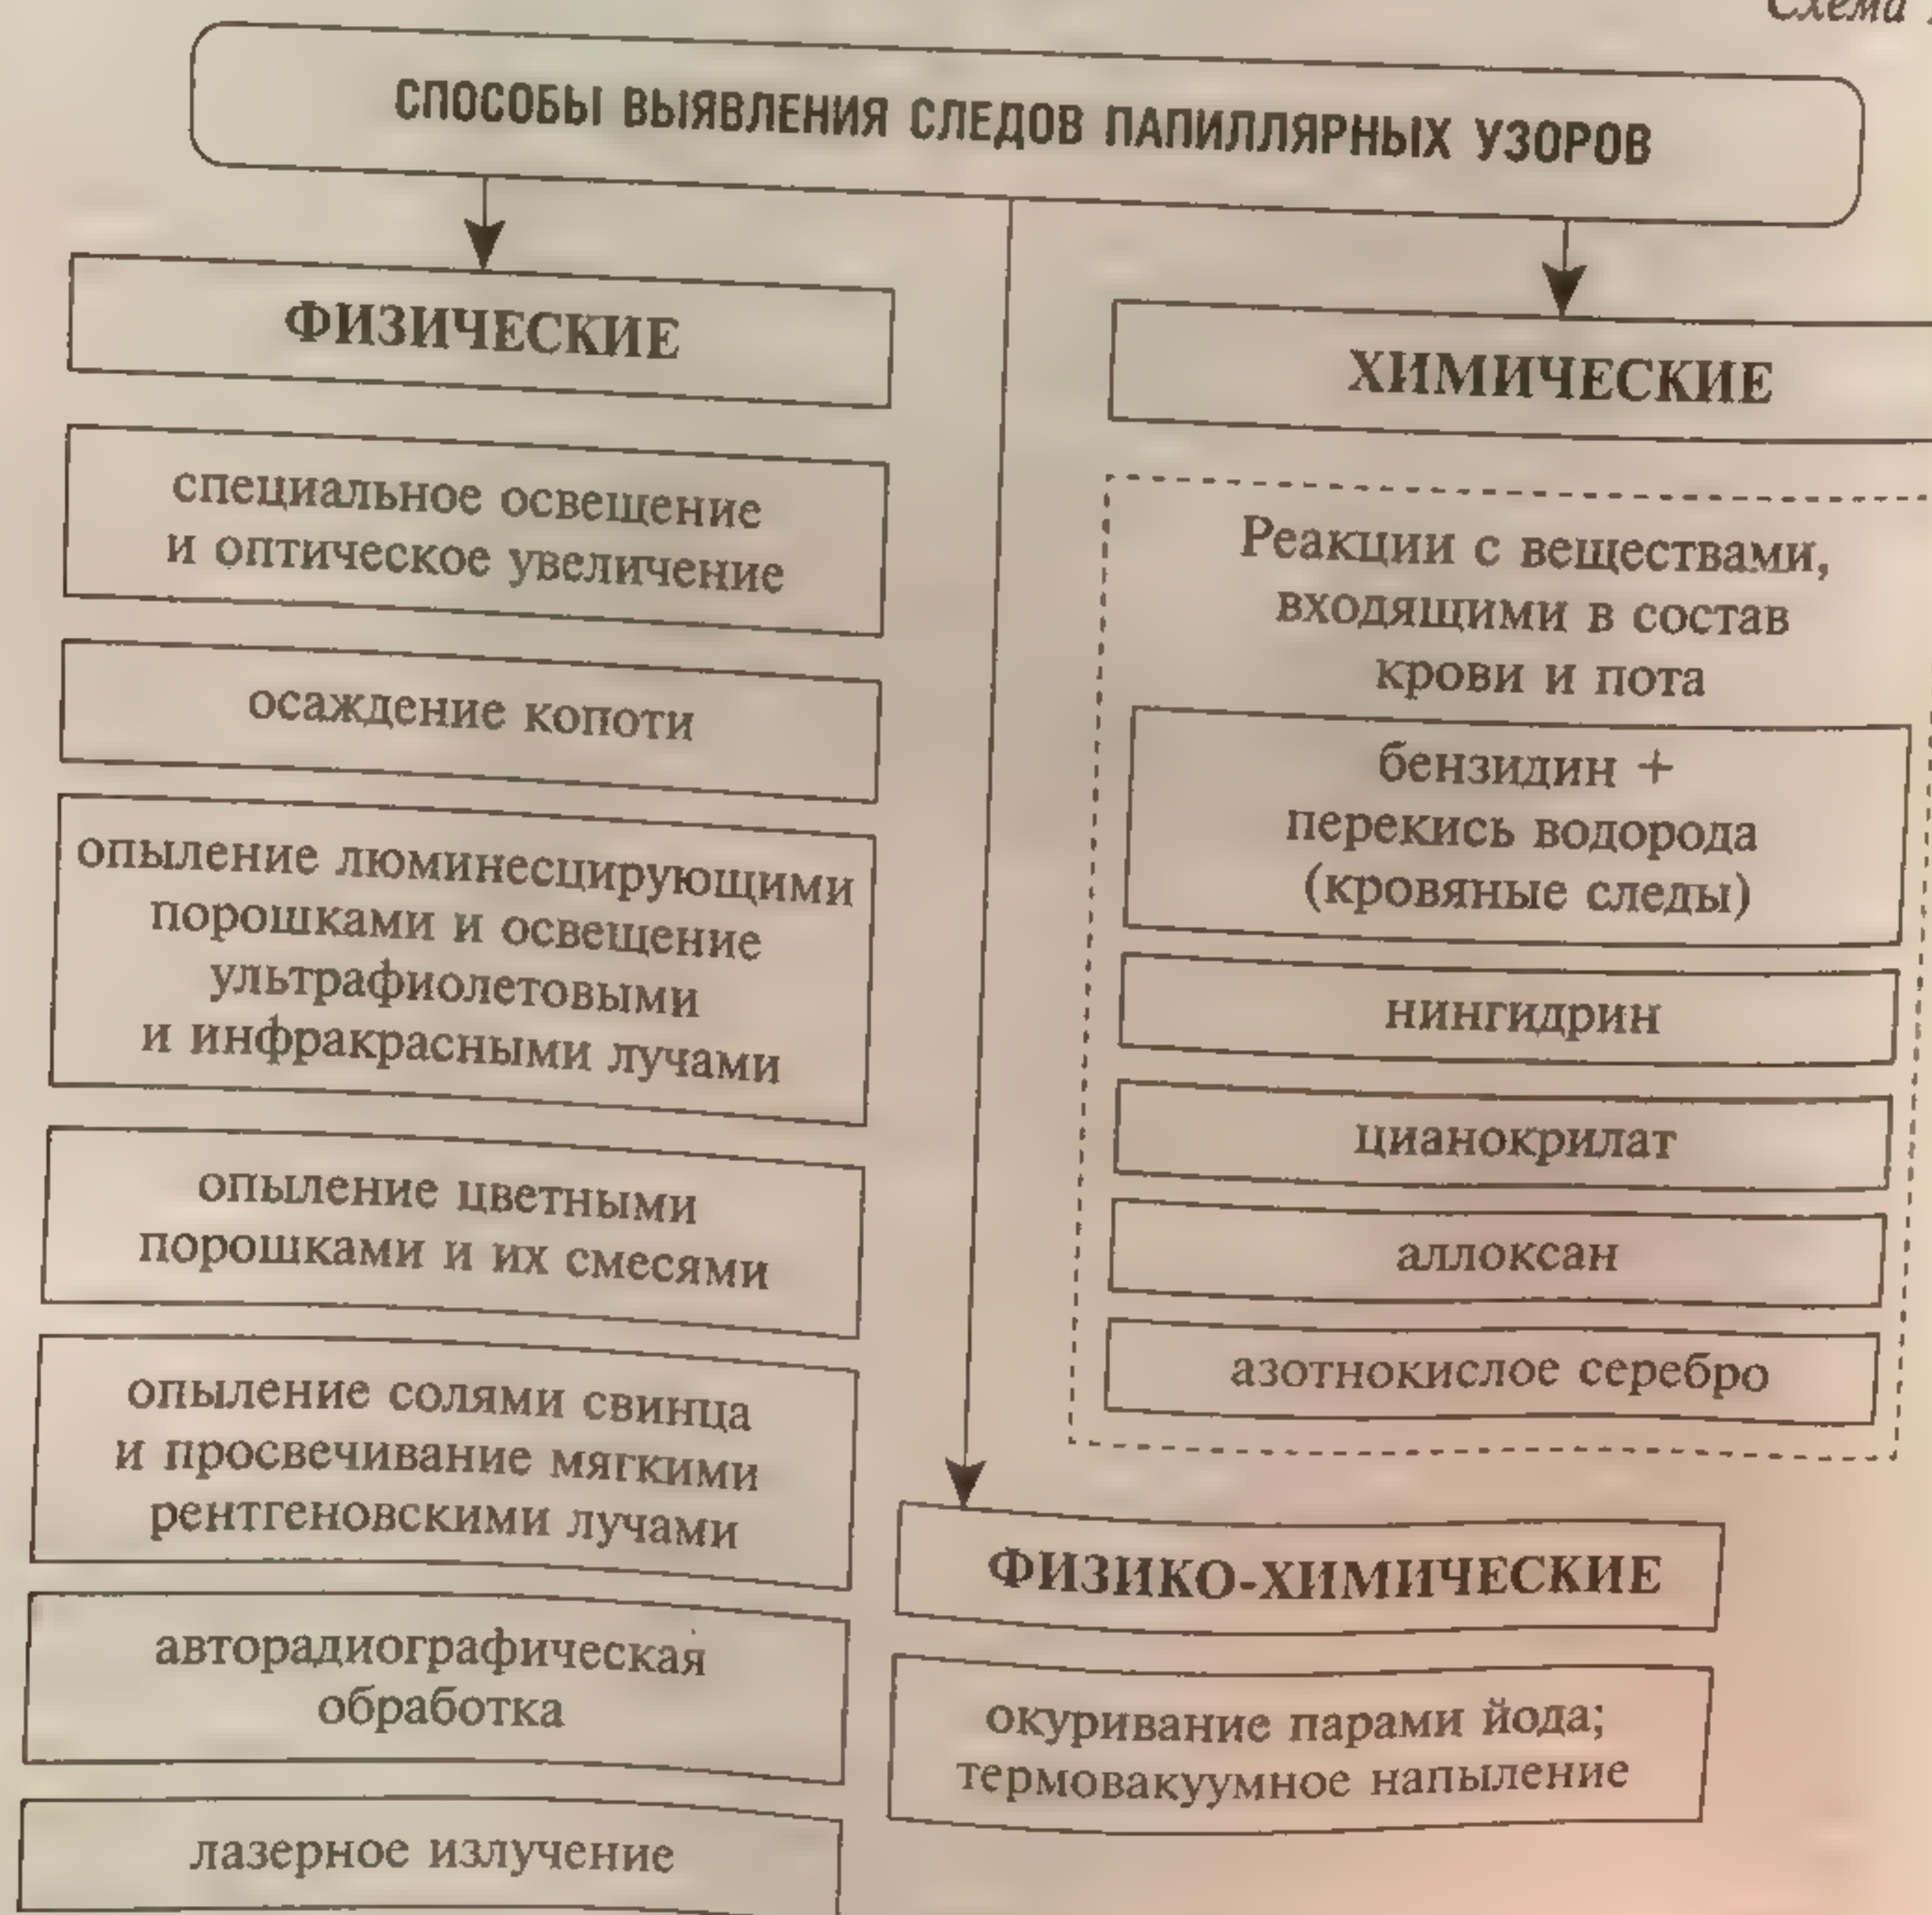 Схема
СПОСОБЫ ВЫЯВЛЕНИЯ СЛЕДОВ ПАПИЛЛЯРНЫХ УЗОРОВ
ФИЗИЧЕСКИЕ
специальное освещение
и оптическое увеличение
осаждение копоти
опыление люминесцирующими
порошками и освещение
ультрафиолетовыми
и инфракрасными лучами
опыление цветными
порошками и их смесями
опыление солями свинца
и просвечивание мягкими
рентгеновскими лучами
авторадиографическая
обработка
лазерное излучение
ХИМИЧЕСКИЕ
Реакции с веществами,
входящими в состав
крови и пота
бензидин +
перекись водорода
(кровяные следы)
нингидрин
цианокрилат
аллоксан
азотнокислое серебро
ФИЗИКО-ХИМИЧЕСКИЕ
окуривание парами йода;
термовакуумное напыление